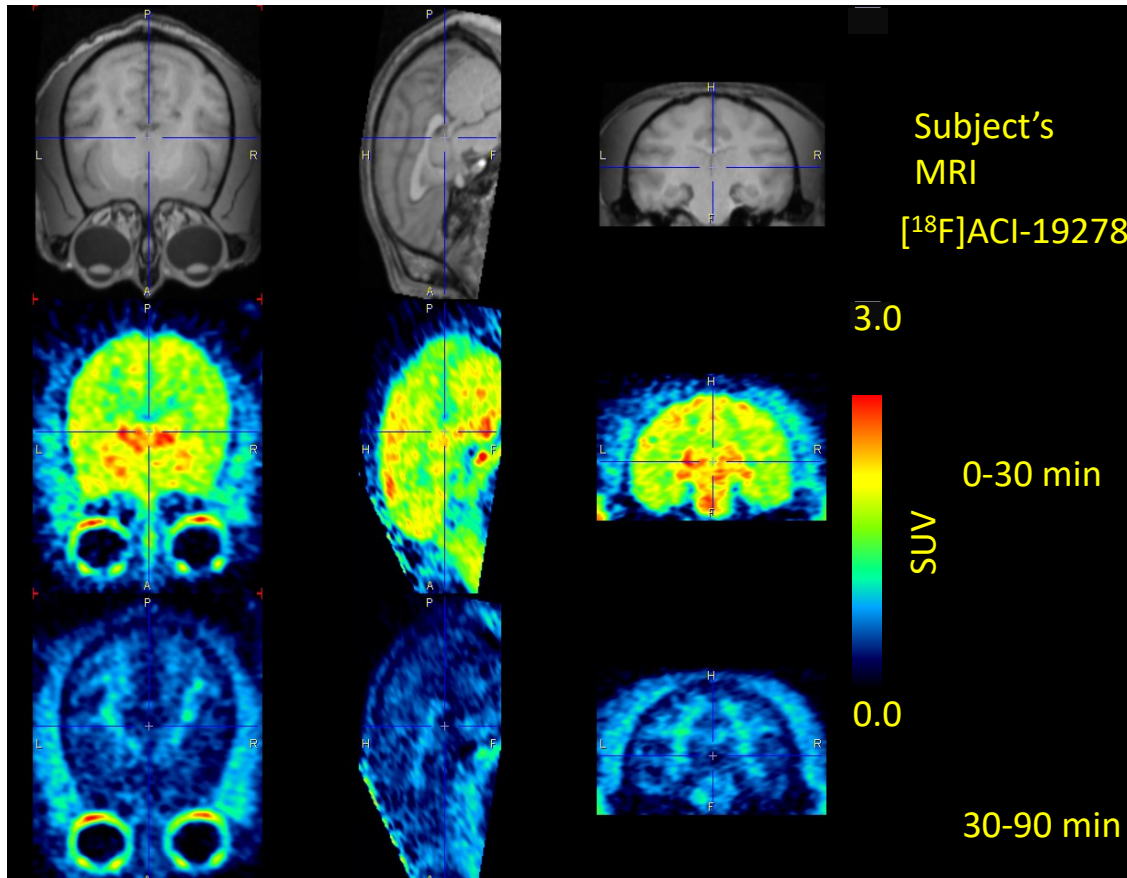 P
P
H
Subject's
MRI
L
R
H
F
L
R
[¹⁸F]ACI-19278
F
A
A
P
P
3.0
H
L
R
H
F
L
R
0-30 min
F
SUV
A
A
P
P
H
0.0
L
R
H
F
L
R
F
30-90 min